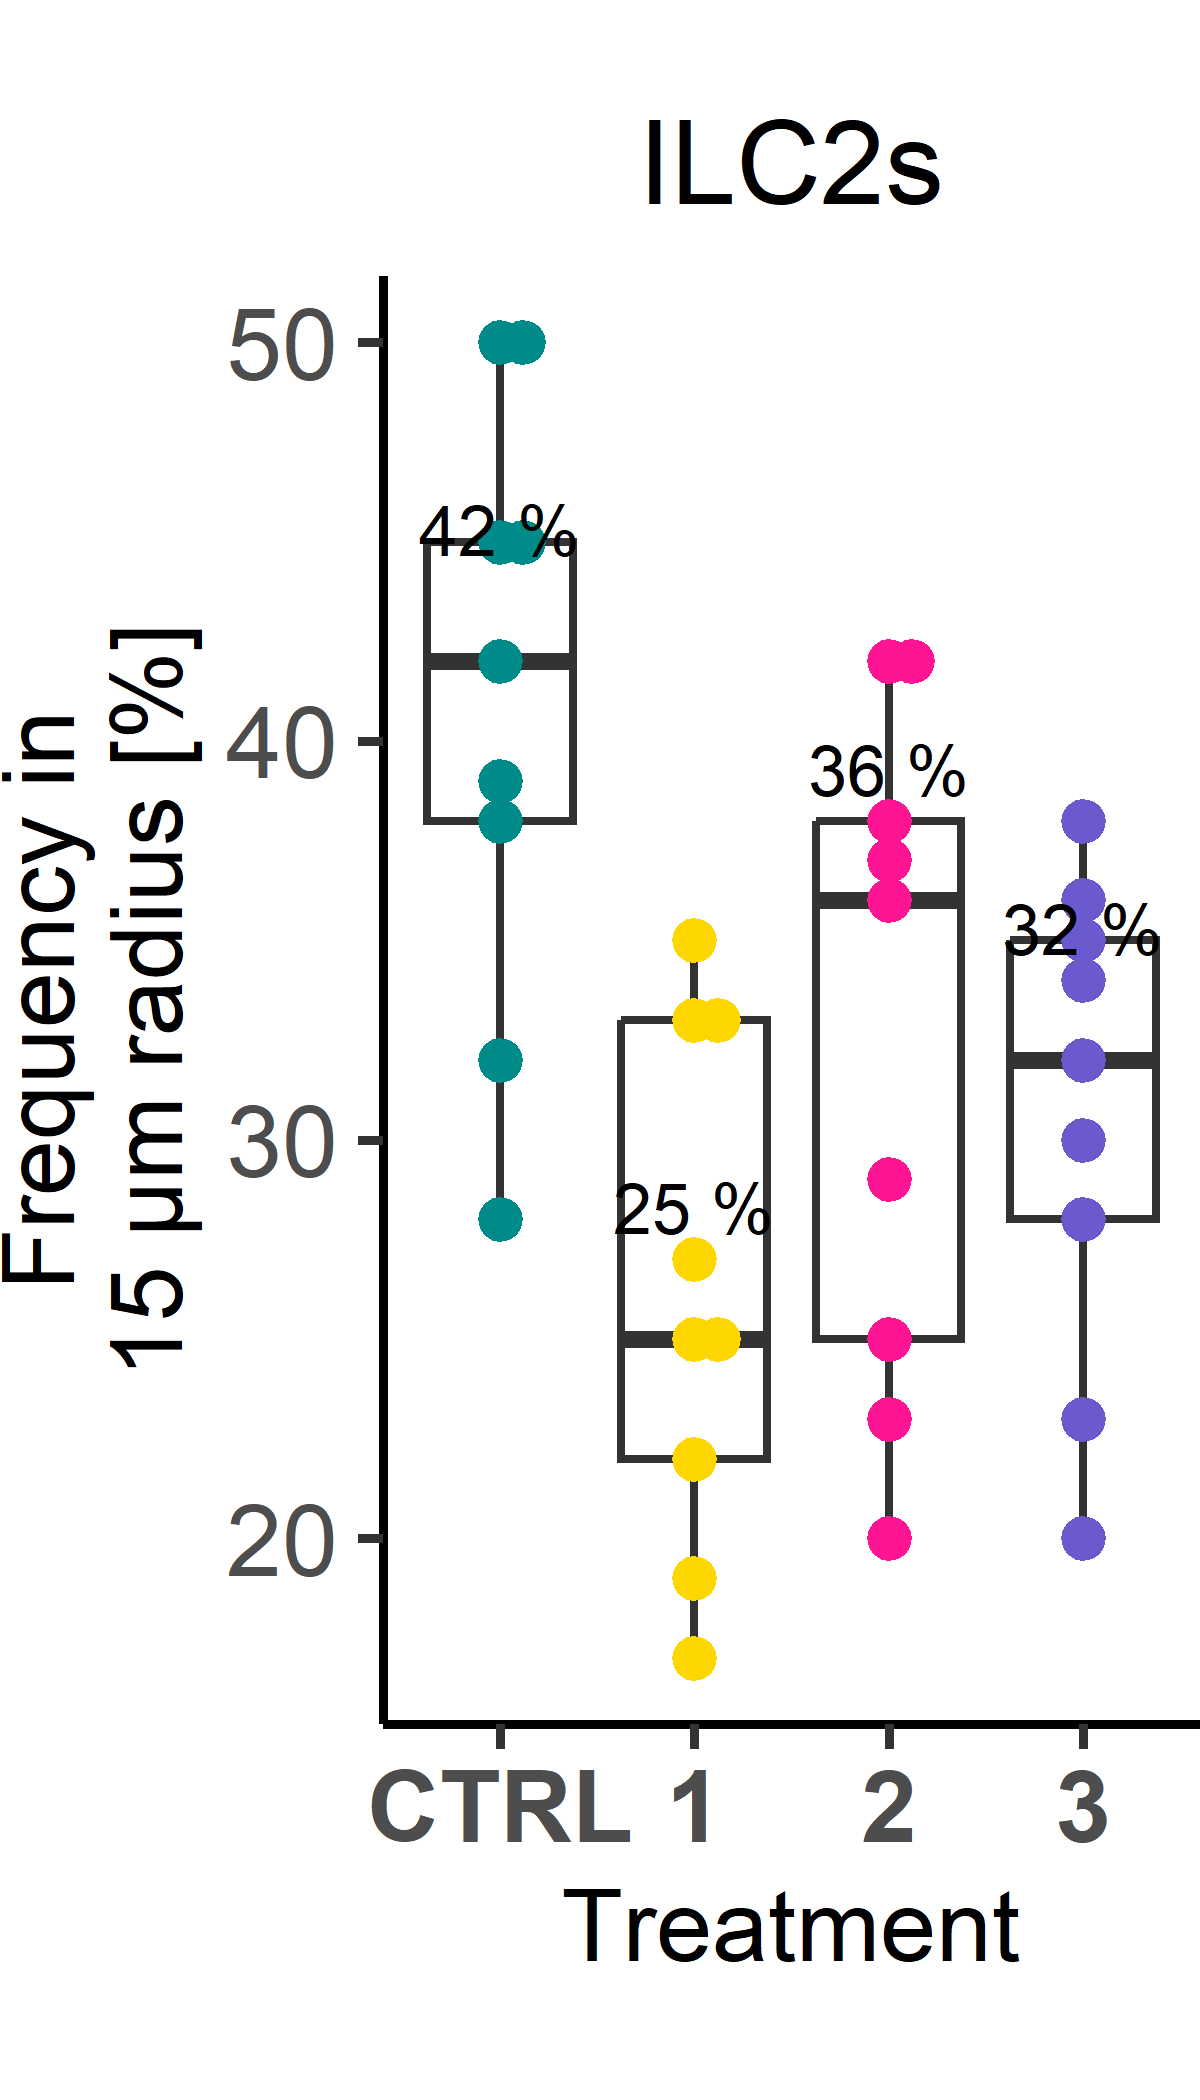 ILC2s
Frequency in
15 µm radius [%]
50
40
30
20
42 %
25 %
36 %
32 %
CTRL 1 2 3
Treatment